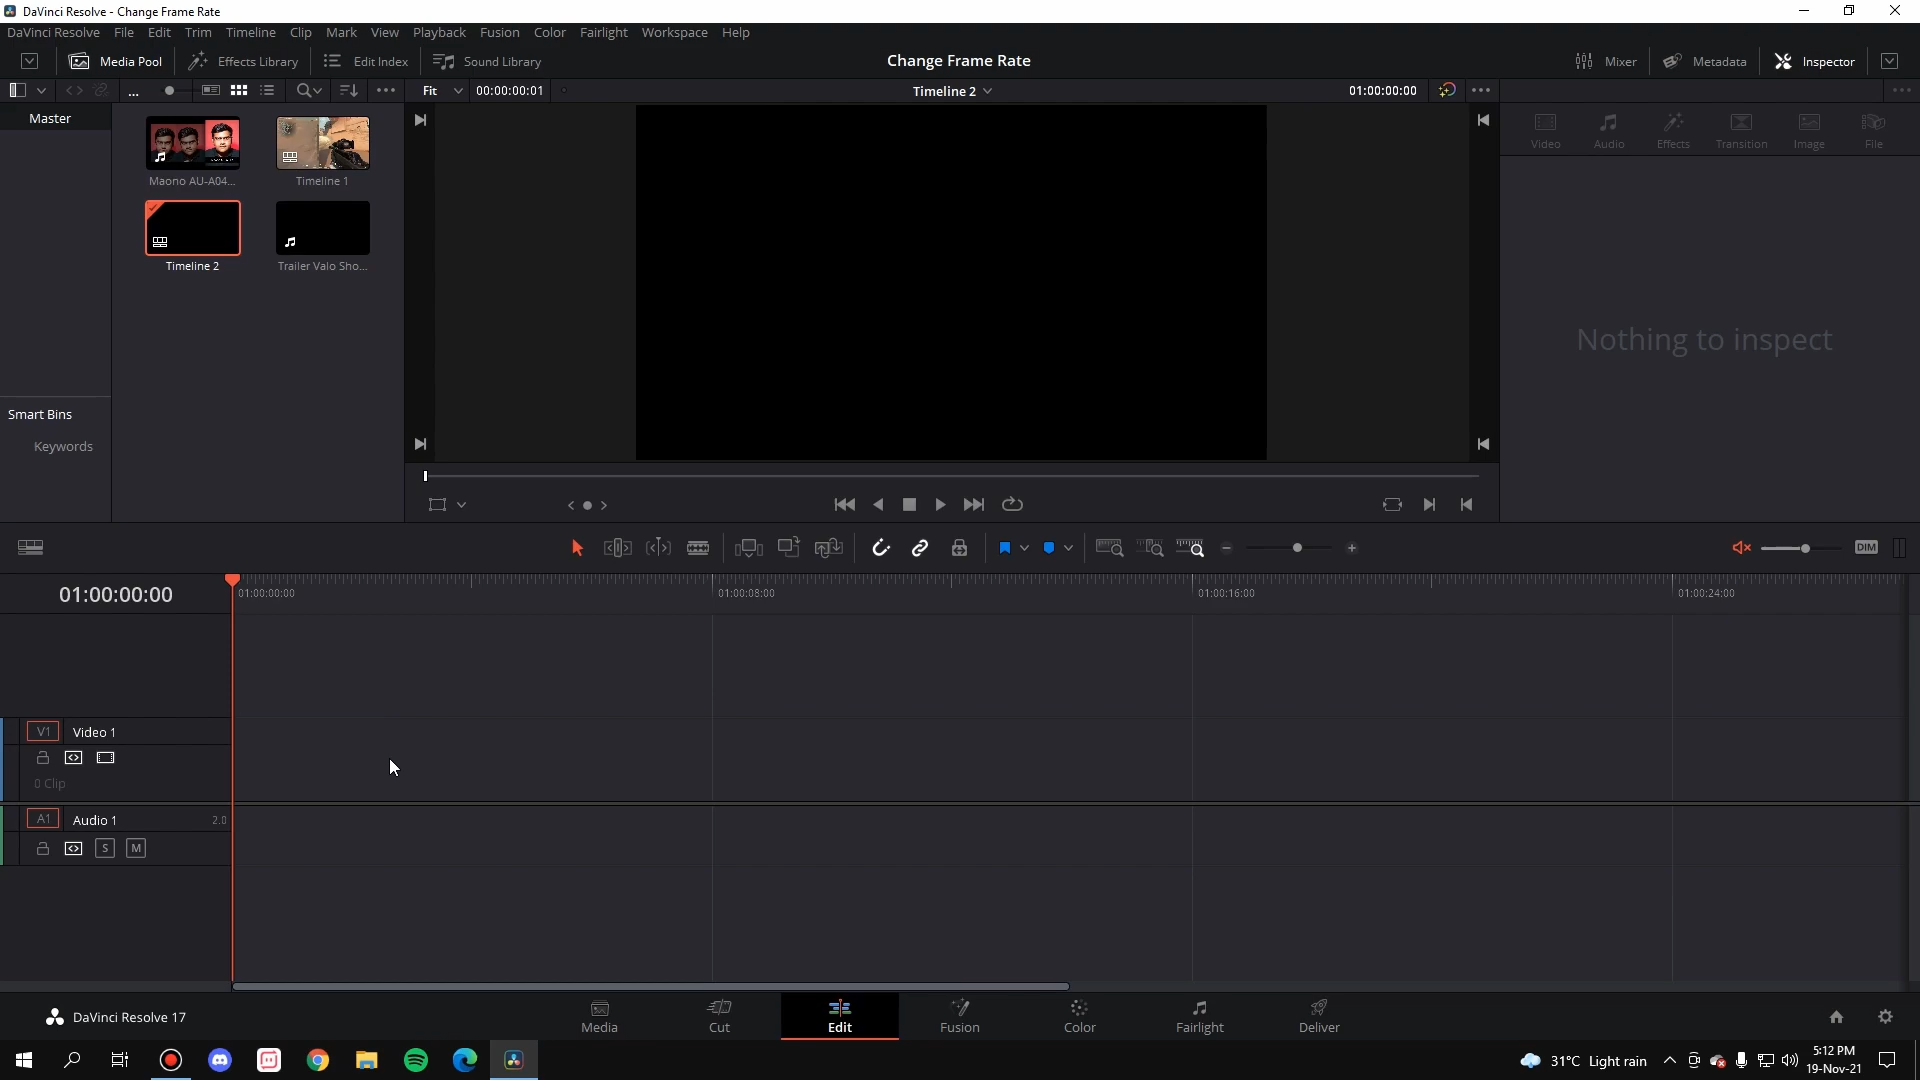 DaVinci Resolve - Change Frame Rate
DaVinci Resolve File Edit Trim Timeline Clip Mark View Playback Fusion Color Fairlight Workspace Help
Media Pool Effects Library Edit Index Sound Library Change Frame Rate Mixer Metadata Inspector
... Fit 00:00:00:01 Timeline 2 01:00:00:00
Master
Video Audio Effects Transition Image File
Maono AU-A04... Timeline 1
Timeline 2 Trailer Valo Sho...
Nothing to inspect
Smart Bins
Keywords
DIM
01:00:00:00
01:00:00:00 01:00:08:00 01:00:16:00 01:00:24:00
V1 Video 1
0 Clip
A1 Audio 1 2.0
S M
DaVinci Resolve 17
Media Cut Edit Fusion Color Fairlight Deliver
31°C Light rain
5:12 PM
19-Nov-21